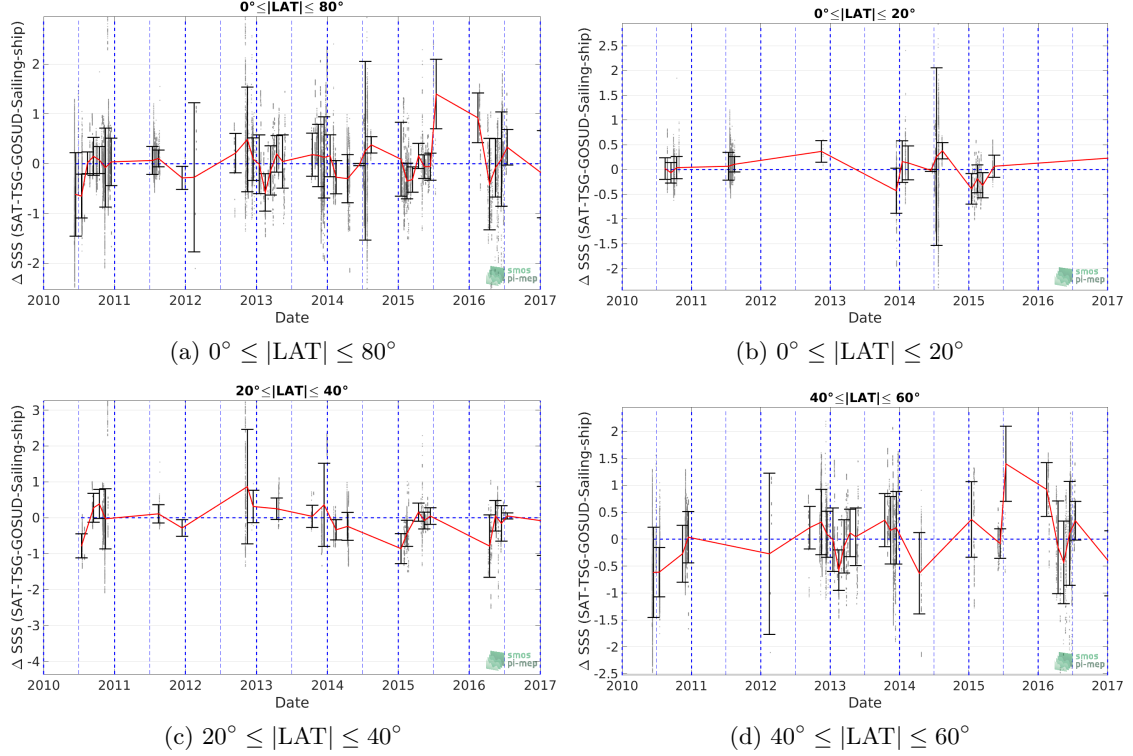 0°≤|LAT|≤ 80°
Δ SSS (SAT-TSG-GOSUD-Sailing-ship)
2
1
0
-1
-2
2010 2011 2012 2013 2014 2015 2016 2017
Date
smos
pi-mep
(a) 0° ≤ |LAT| ≤ 80°
0°≤|LAT|≤ 20°
Δ SSS (SAT-TSG-GOSUD-Sailing-ship)
2.5
2
1.5
1
0.5
0
-0.5
-1
-1.5
-2
2010 2011 2012 2013 2014 2015 2016 2017
Date
smos
pi-mep
(b) 0° ≤ |LAT| ≤ 20°
20°≤|LAT|≤ 40°
Δ SSS (SAT-TSG-GOSUD-Sailing-ship)
3
2
1
0
-1
-2
-3
-4
2010 2011 2012 2013 2014 2015 2016 2017
Date
smos
pi-mep
(c) 20° ≤ |LAT| ≤ 40°
40°≤|LAT|≤ 60°
Δ SSS (SAT-TSG-GOSUD-Sailing-ship)
2
1.5
1
0.5
0
-0.5
-1
-1.5
-2
-2.5
2010 2011 2012 2013 2014 2015 2016 2017
Date
smos
pi-mep
(d) 40° ≤ |LAT| ≤ 60°